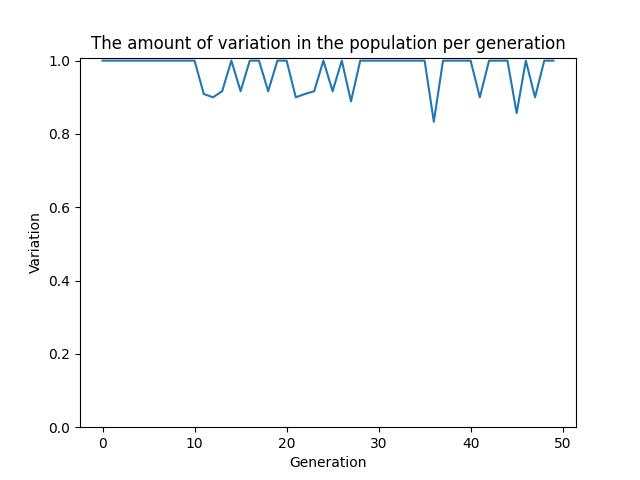 The amount of variation in the population per generation
1.0
0.8
0.6
0.4
0.2
0.0
Variation
0 10 20 30 40 50
Generation